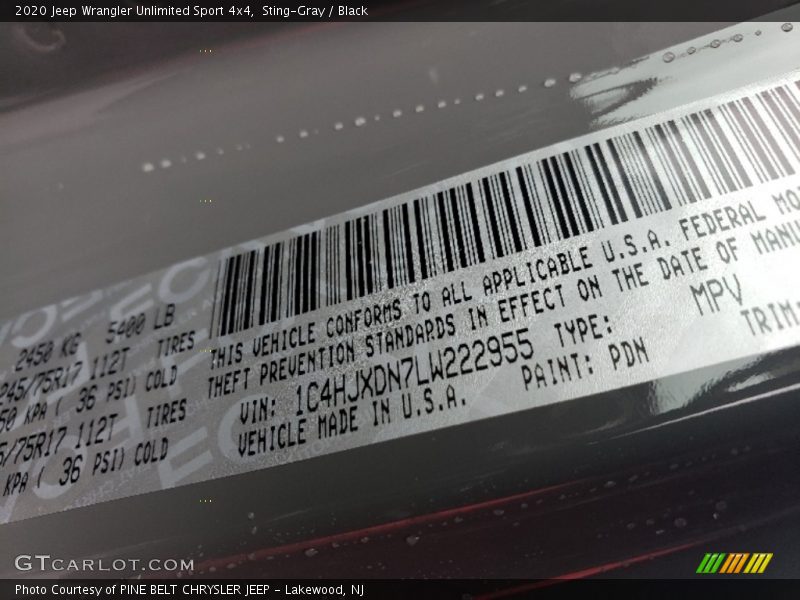 2020 Jeep Wrangler Unlimited Sport 4x4, Sting-Gray / Black
2450 KG 5400 LB
245/75R17 112T TIRES
KPA ( 36 PSI) COLD
/75R17 112T TIRES
KPA ( 36 PSI) COLD
THIS VEHICLE CONFORMS TO ALL APPLICABLE U.S.A. FEDERAL
THEFT PREVENTION STANDARDS IN EFFECT ON THE DATE OF
VIN: 1C4HJXDN7LW222955 TYPE: MPV
VEHICLE MADE IN U.S.A. PAINT: PDN TRIM:
GTCARLOT.COM
Photo Courtesy of PINE BELT CHRYSLER JEEP - Lakewood, NJ